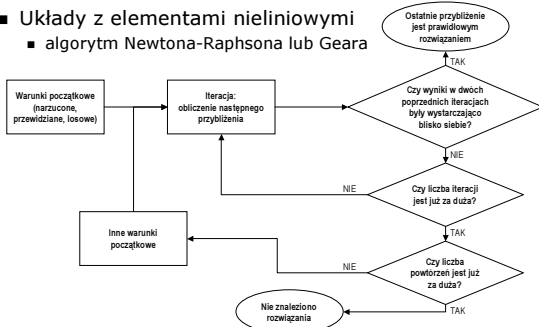 Układy z elementami nieliniowymi
algorytm Newtona-Raphsona lub Geara
Ostatnie przybliżenie
jest prawidłowym
rozwiązaniem
TAK
Warunki początkowe
(narzucone,
przewidziane, losowe)
Iteracja:
obliczenie następnego
przybliżenia
Czy wyniki w dwóch
poprzednich iteracjach
były wystarczająco
blisko siebie?
NIE
NIE
Czy liczba iteracji
jest już za duża?
TAK
Inne warunki
początkowe
NIE
Czy liczba
powtórzeń jest już
za duża?
TAK
Nie znaleziono
rozwiązania